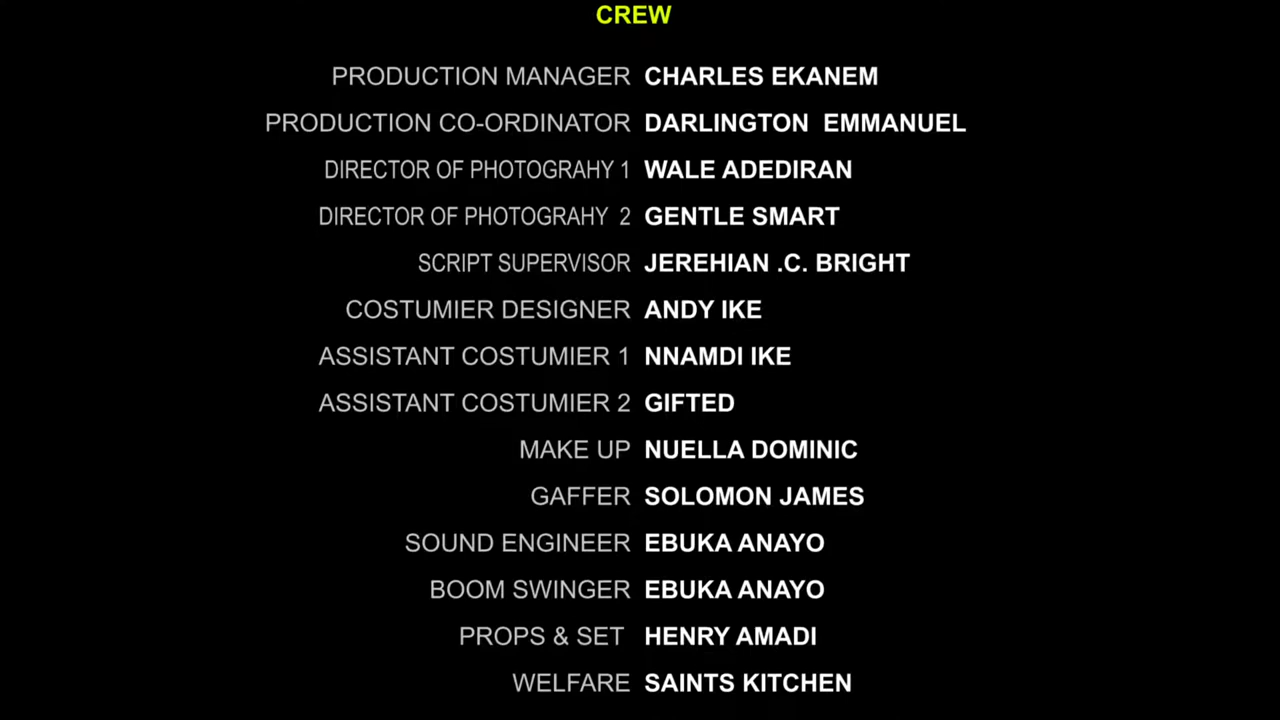 CREW
PRODUCTION MANAGER CHARLES EKANEM
PRODUCTION CO-ORDINATOR DARLINGTON EMMANUEL
DIRECTOR OF PHOTOGRAHY 1 WALE ADEDIRAN
DIRECTOR OF PHOTOGRAHY 2 GENTLE SMART
SCRIPT SUPERVISOR JEREHIAN .C. BRIGHT
COSTUMIER DESIGNER ANDY IKE
ASSISTANT COSTUMIER 1 NNAMDI IKE
ASSISTANT COSTUMIER 2 GIFTED
MAKE UP NUELLA DOMINIC
GAFFER SOLOMON JAMES
SOUND ENGINEER EBUKA ANAYO
BOOM SWINGER EBUKA ANAYO
PROPS & SET HENRY AMADI
WELFARE SAINTS KITCHEN